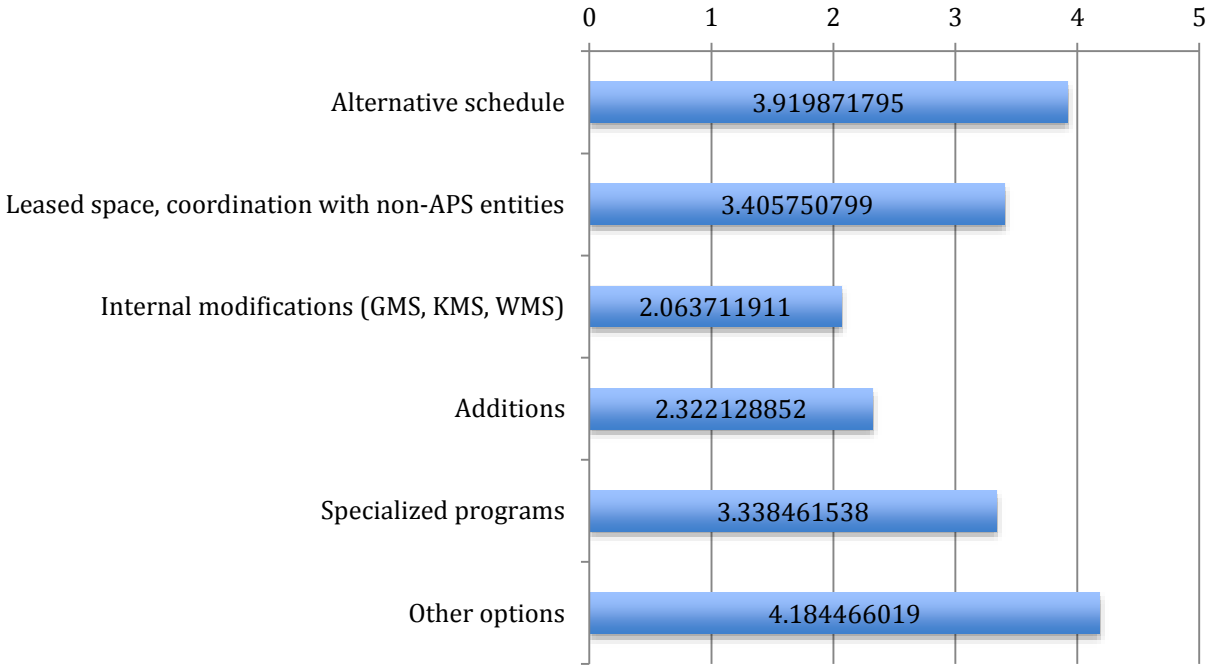 0 1 2 3 4 5
Alternative schedule 3.919871795
Leased space, coordination with non-APS entities 3.405750799
Internal modifications (GMS, KMS, WMS) 2.063711911
Additions 2.322128852
Specialized programs 3.338461538
Other options 4.184466019